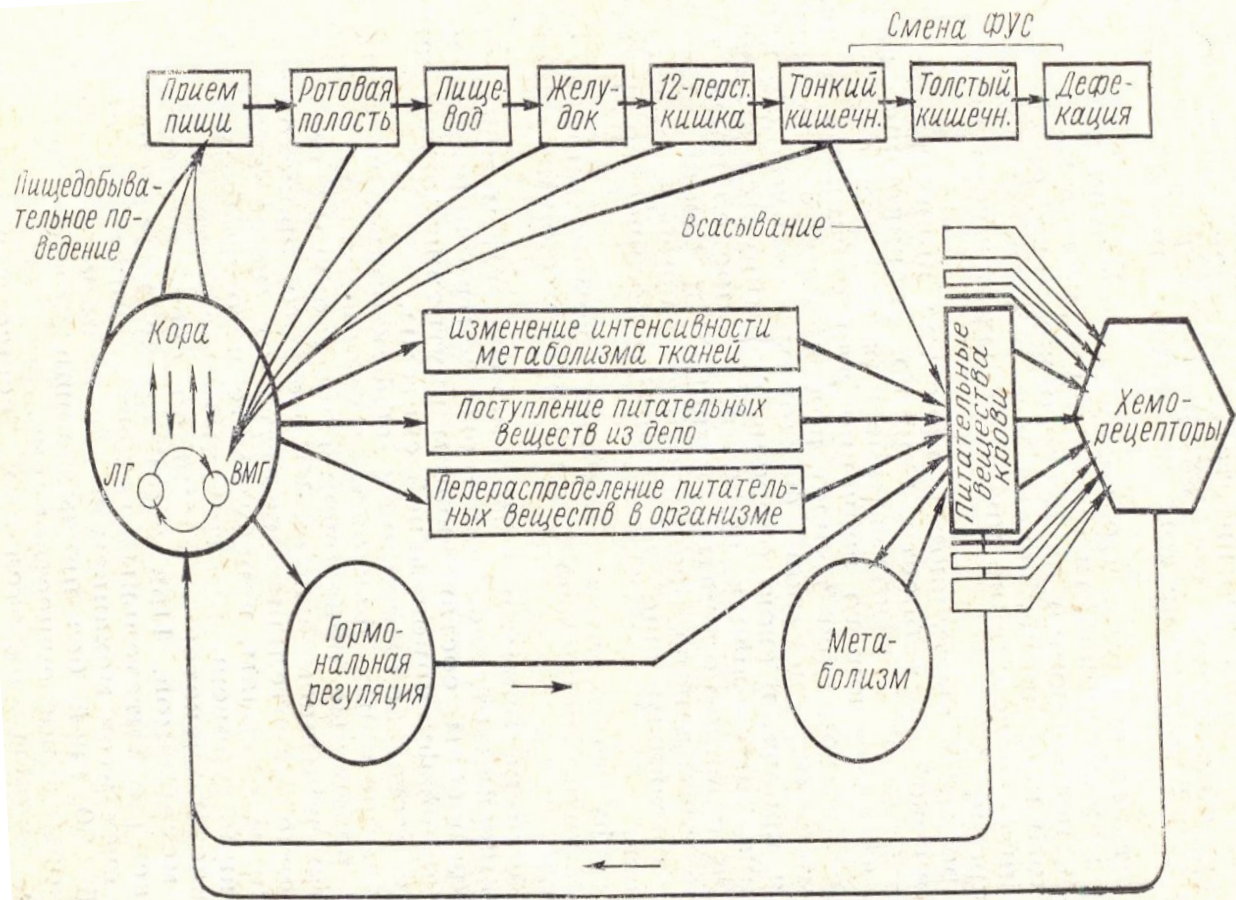 Смена ФУС
Прием
пищи
Ротовая
полость
Пище-
вод
Желу-
док
12-перст.
кишка
Тонкий
кишечн.
Толстый
кишечн.
Дефе-
кация
Пищедобыва-
тельное по-
ведение
Всасывание
Кора
ЛГ
ВМГ
Изменение интенсивности
метаболизма тканей
Поступление питательных
веществ из депо
Перераспределение питатель-
ных веществ в организме
Питательные
вещества
крови
Хемо-
рецепторы
Гормо-
нальная
регуляция
Мета-
болизм